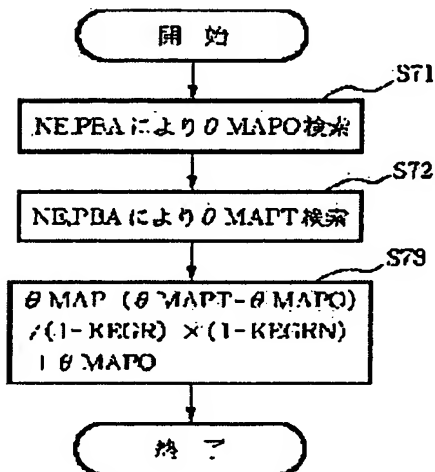 開始
S71
NE,PBAによりθMAPO検索
S72
NE,PBAによりθMAPT検索
S79
θMAP (θMAPT-θMAPO)
/(1-KEGR) ×(1-KEGRN)
+θMAPO
終了